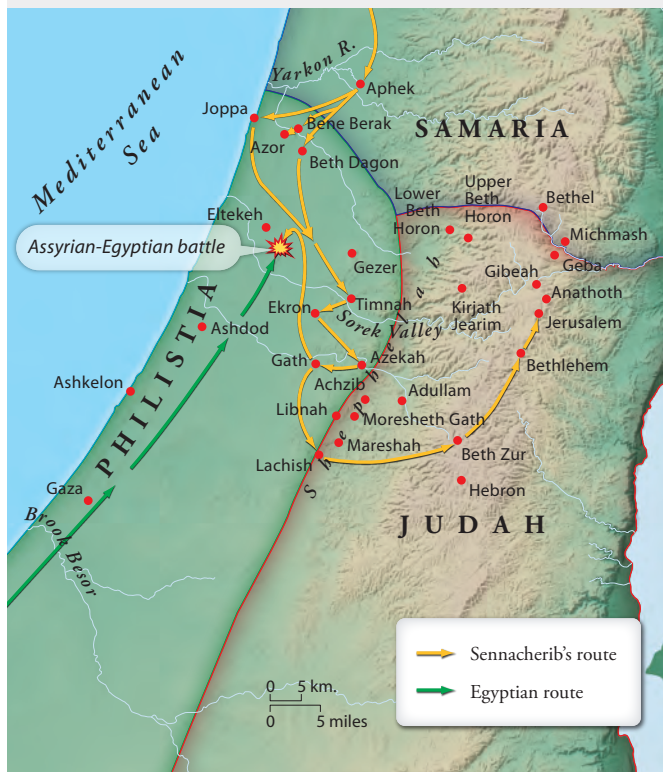 Mediterranean
Sea
Yarkon R.
Aphek
Joppa
Bene Berak
Azor
SAMARIA
Beth Dagon
Lower
Beth
Horon
Upper
Beth
Horon
Bethel
Eltekeh
Michmash
Assyrian-Egyptian battle
Gezer
Geba
Gibeah
Anathoth
Kirjath
Jearim
Timnah
Ekron
Sorek Valley
Jerusalem
Ashdod
PHILISTIA
Shephelah
Gath
Azekah
Bethlehem
Achzib
Ashkelon
Adullam
Libnah
Moresheth Gath
Mareshah
Beth Zur
Lachish
Hebron
Gaza
Brook Besor
JUDAH
Sennacherib's route
Egyptian route
0 5 km.
0 5 miles